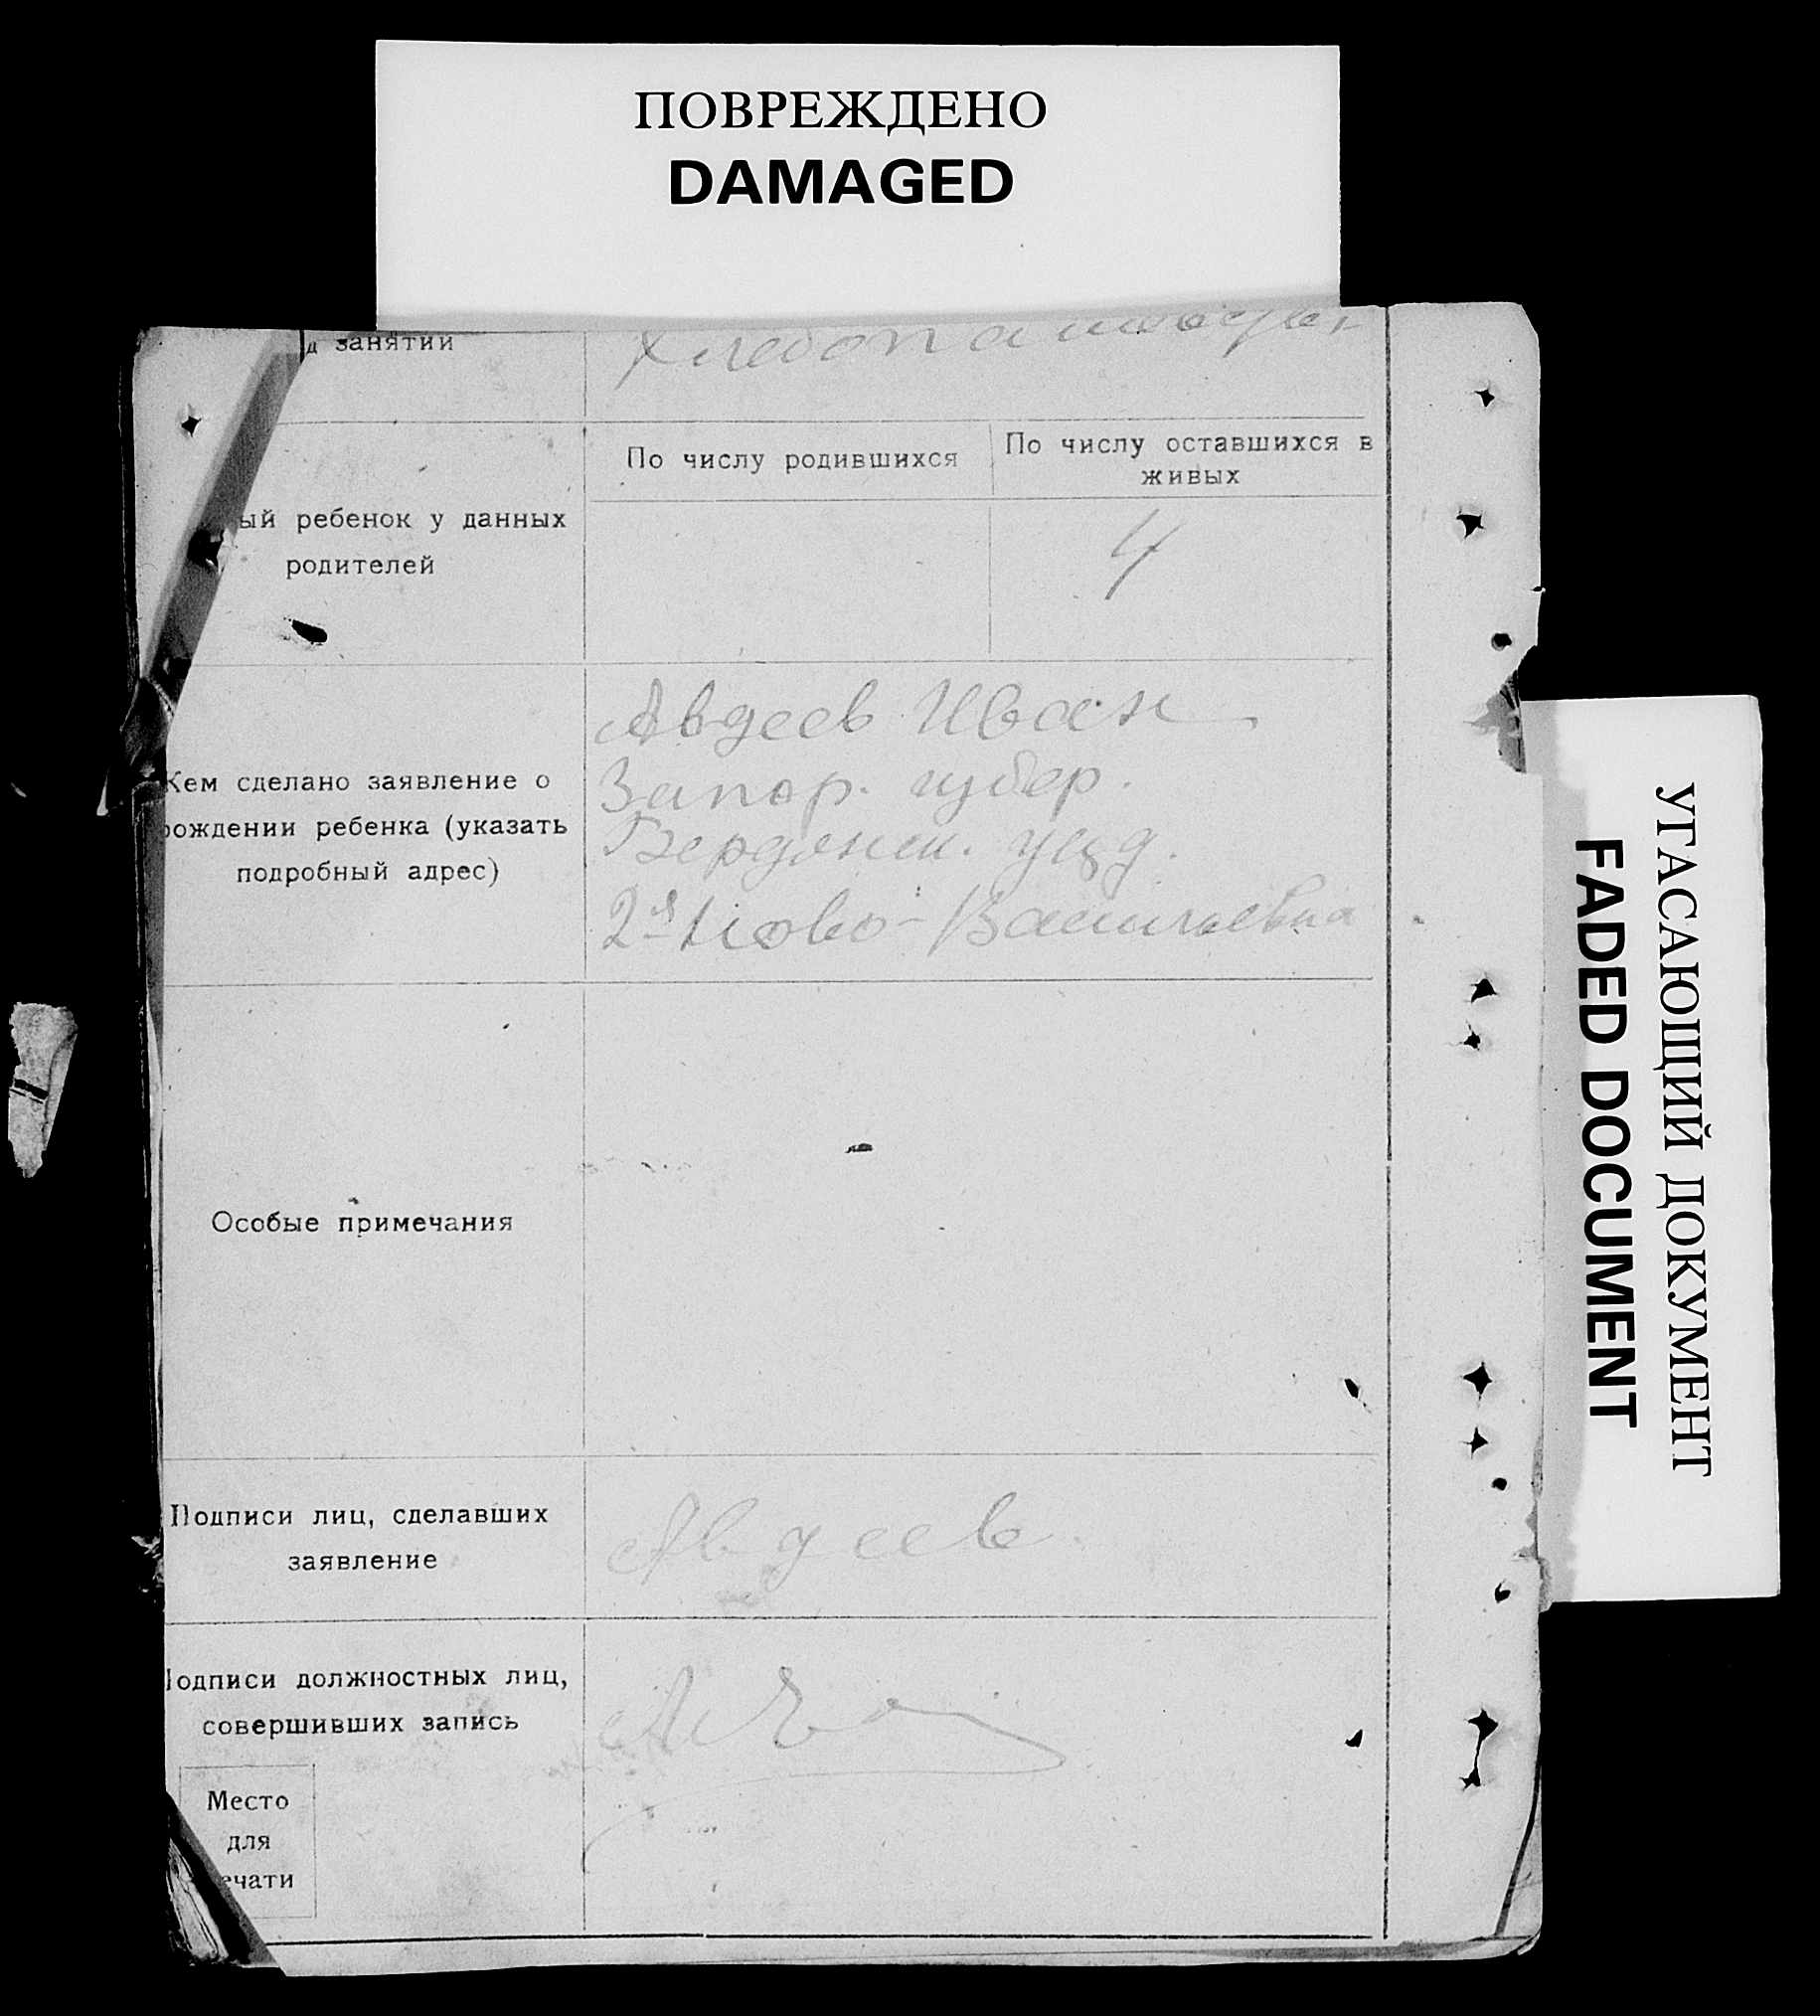 ПОВРЕЖДЕНО
DAMAGED
д занятий
Хлебопашцы
По числу родившихся
По числу оставшихся в
живых
ый ребенок у данных
родителей
4
Кем сделано заявление о
рождении ребенка (указать
подробный адрес)
Авдеев Иван
Запор. губер.
Бердянск. уезд.
2я Ново-Васильевка
Особые примечания
Подписи лиц, сделавших
заявление
Авдеев
Подписи должностных лиц,
совершивших запись
Место
для
ечати
УГАСАЮЩИЙ ДОКУМЕНТ
FADED DOCUMENT